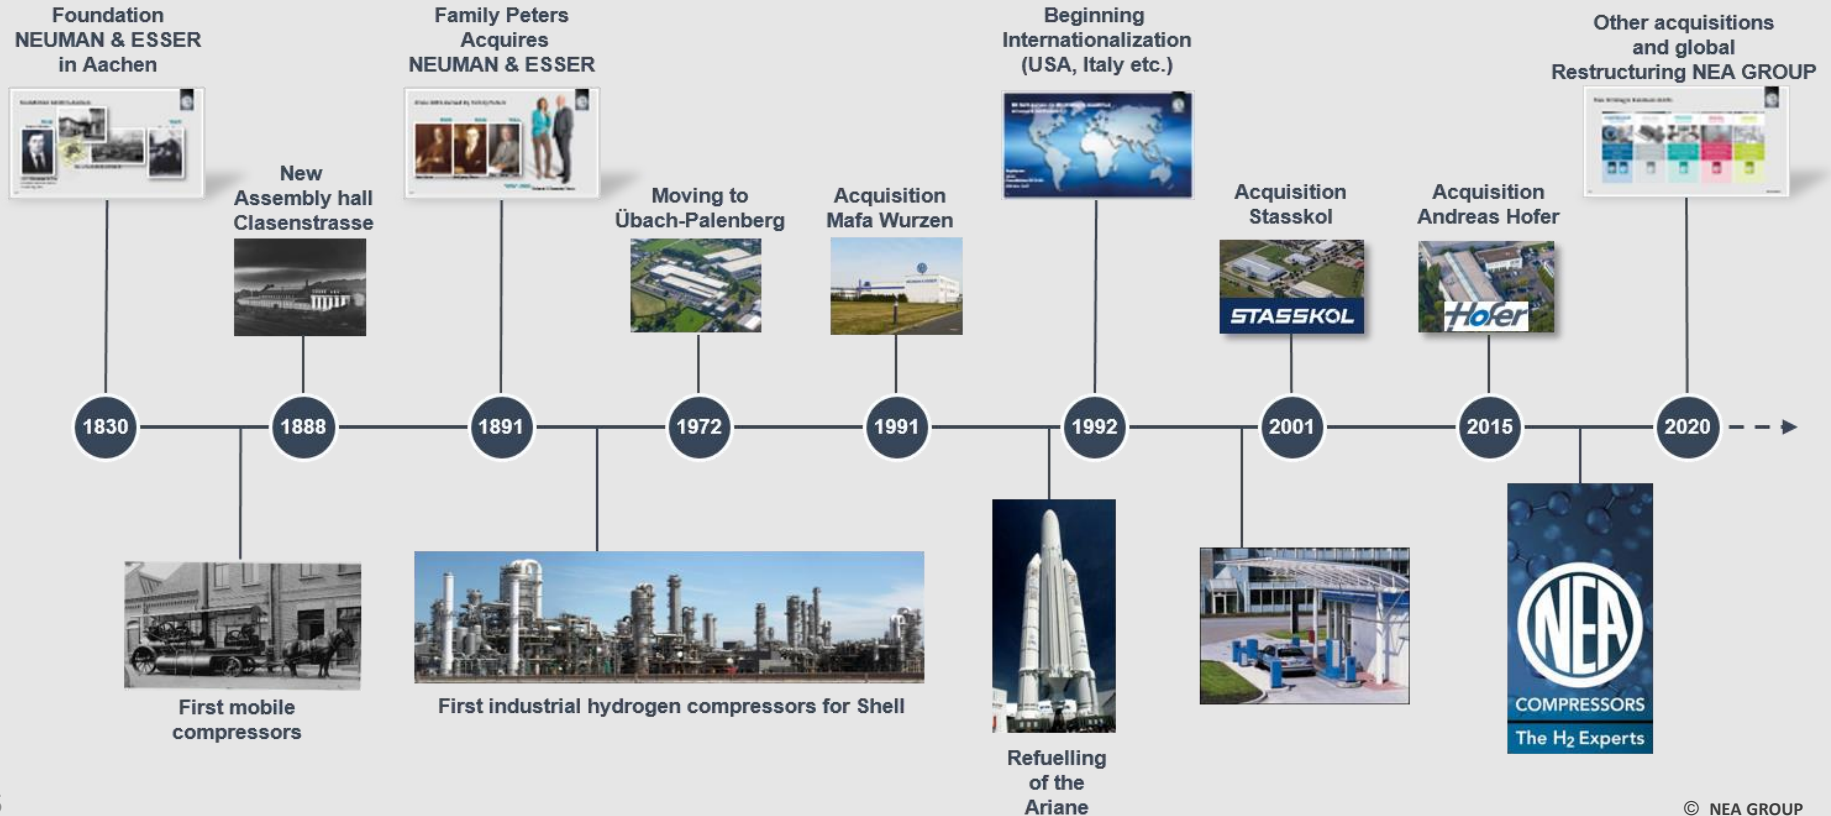 Foundation
NEUMAN & ESSER
in Aachen
Family Peters
Acquires
NEUMAN & ESSER
Beginning
Internationalization
(USA, Italy etc.)
Other acquisitions
and global
Restructuring NEA GROUP
New
Assembly hall
Clasenstrasse
Moving to
Übach-Palenberg
Acquisition
Mafa Wurzen
Acquisition
Stasskol
Acquisition
Andreas Hofer
STASSKOL
Hofer
1830
1888
1891
1972
1991
1992
2001
2015
2020
First mobile
compressors
First industrial hydrogen compressors for Shell
Refuelling
of the
Ariane
NEA
COMPRESSORS
The H₂ Experts
© NEA GROUP